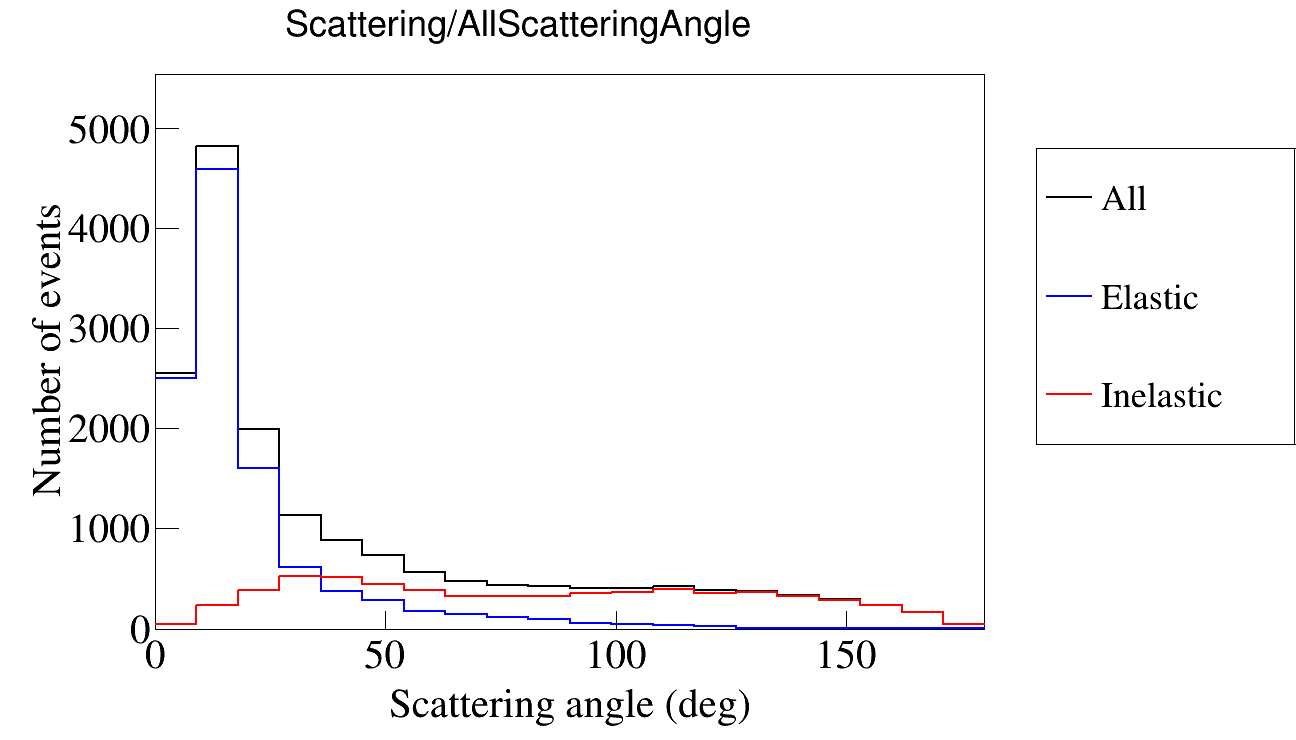 Scattering/AllScatteringAngle
Number of events
5000
4000
3000
2000
1000
0
0 50 100 150
Scattering angle (deg)
All
Elastic
Inelastic